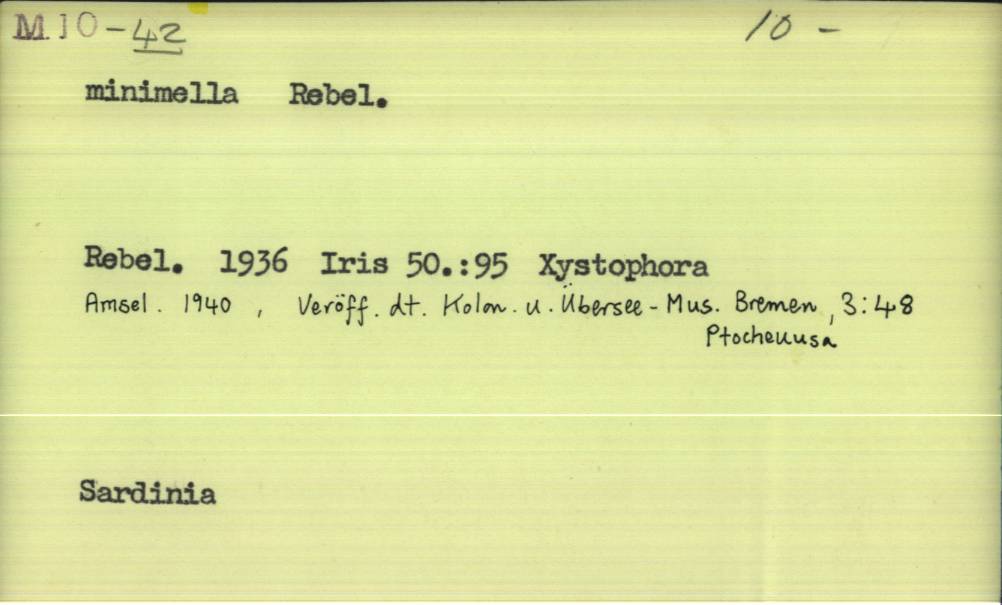 M10-42
10 -
minimella Rebel.
Rebel. 1936 Iris 50.:95 Xystophora
Amsel. 1940 , Veröff. dt. Kolon. u. Übersee-Mus. Bremen, 3:48
Ptocheuusa
Sardinia